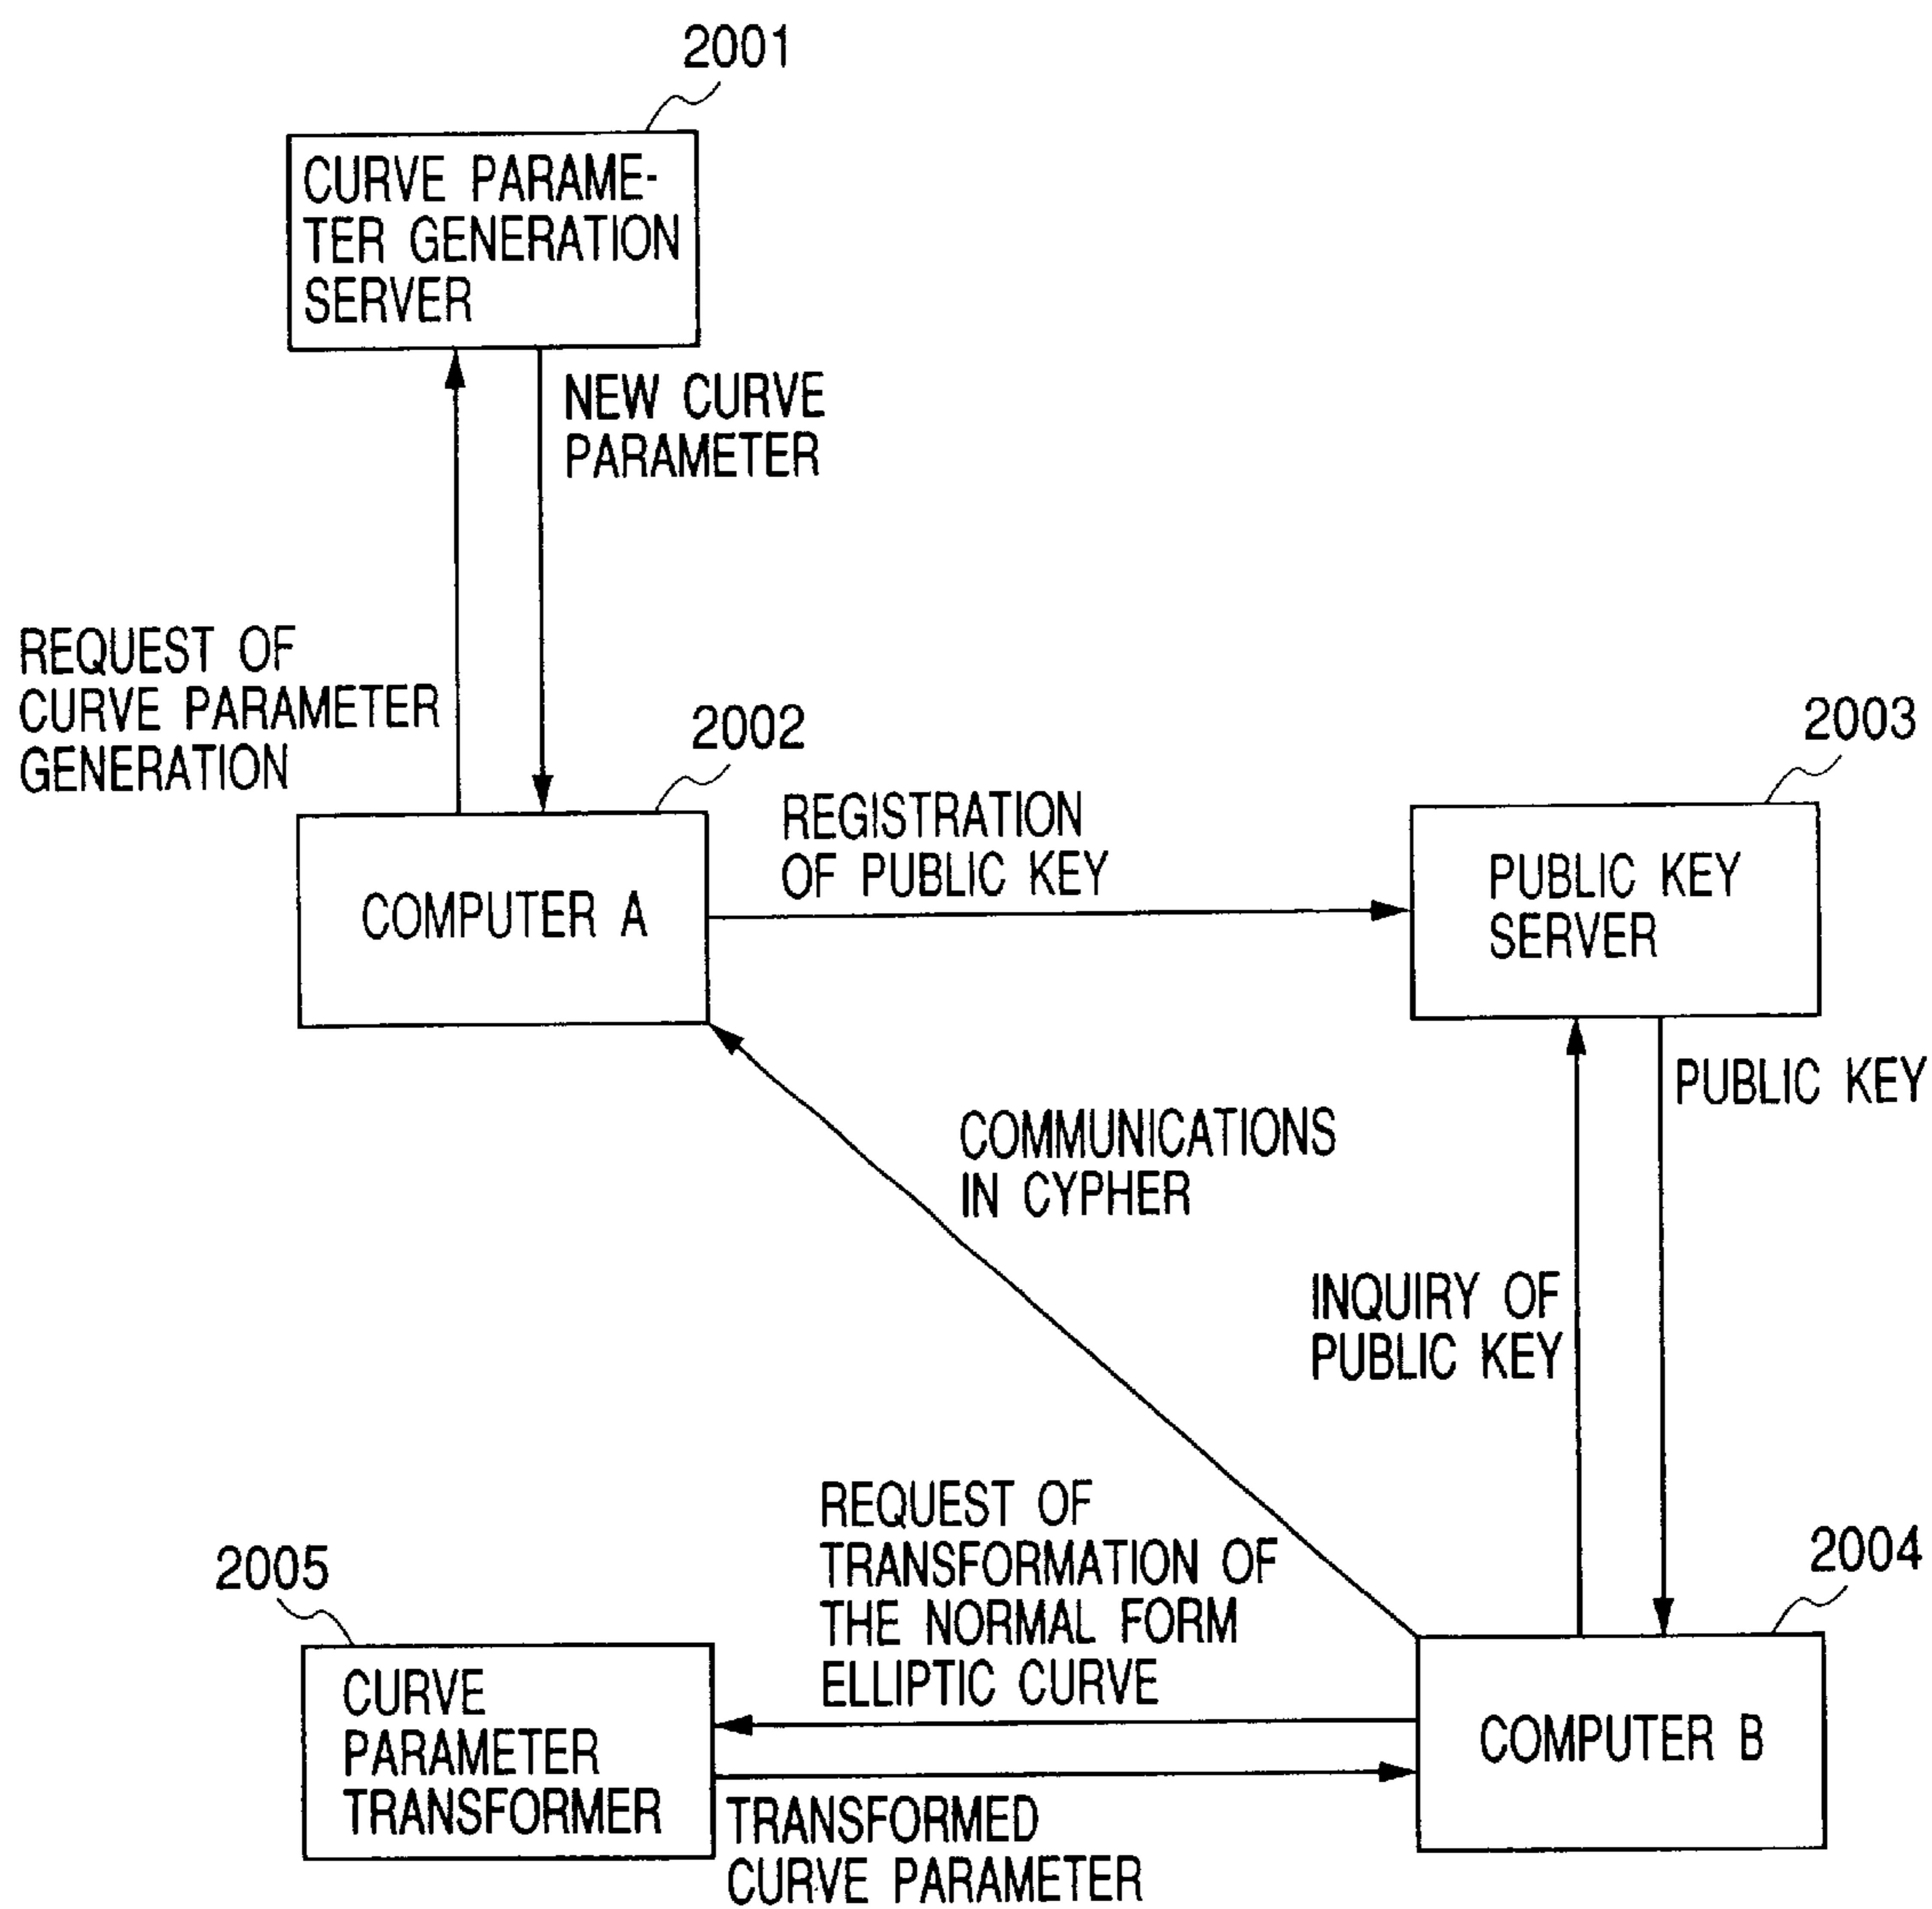 2001
CURVE PARAME-
TER GENERATION
SERVER
NEW CURVE
PARAMETER
REQUEST OF
CURVE PARAMETER
GENERATION
2002
2003
REGISTRATION
OF PUBLIC KEY
COMPUTER A
PUBLIC KEY
SERVER
PUBLIC KEY
COMMUNICATIONS
IN CYPHER
INQUIRY OF
PUBLIC KEY
REQUEST OF
TRANSFORMATION OF
THE NORMAL FORM
ELLIPTIC CURVE
2005
2004
CURVE
PARAMETER
TRANSFORMER
COMPUTER B
TRANSFORMED
CURVE PARAMETER